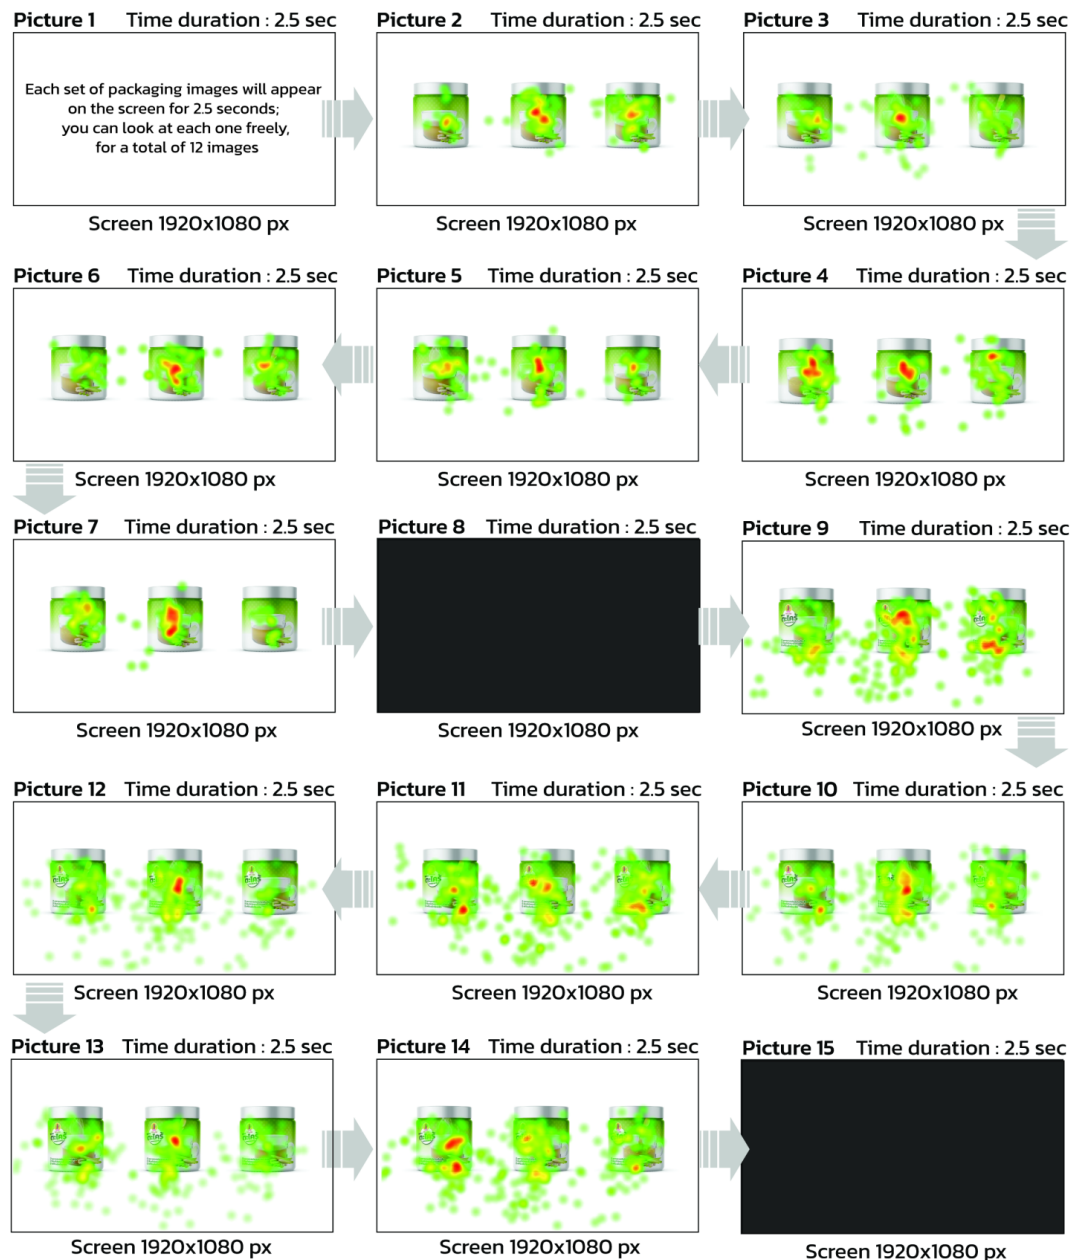 Picture 1 Time duration : 2.5 sec
Each set of packaging images will appear
on the screen for 2.5 seconds;
you can look at each one freely,
for a total of 12 images
Screen 1920x1080 px
Picture 2 Time duration : 2.5 sec
Screen 1920x1080 px
Picture 3 Time duration : 2.5 sec
Screen 1920x1080 px
Picture 4 Time duration : 2.5 sec
Screen 1920x1080 px
Picture 5 Time duration : 2.5 sec
Screen 1920x1080 px
Picture 6 Time duration : 2.5 sec
Screen 1920x1080 px
Picture 7 Time duration : 2.5 sec
Screen 1920x1080 px
Picture 8 Time duration : 2.5 sec
Screen 1920x1080 px
Picture 9 Time duration : 2.5 sec
Screen 1920x1080 px
Picture 10 Time duration : 2.5 sec
Screen 1920x1080 px
Picture 11 Time duration : 2.5 sec
Screen 1920x1080 px
Picture 12 Time duration : 2.5 sec
Screen 1920x1080 px
Picture 13 Time duration : 2.5 sec
Screen 1920x1080 px
Picture 14 Time duration : 2.5 sec
Screen 1920x1080 px
Picture 15 Time duration : 2.5 sec
Screen 1920x1080 px